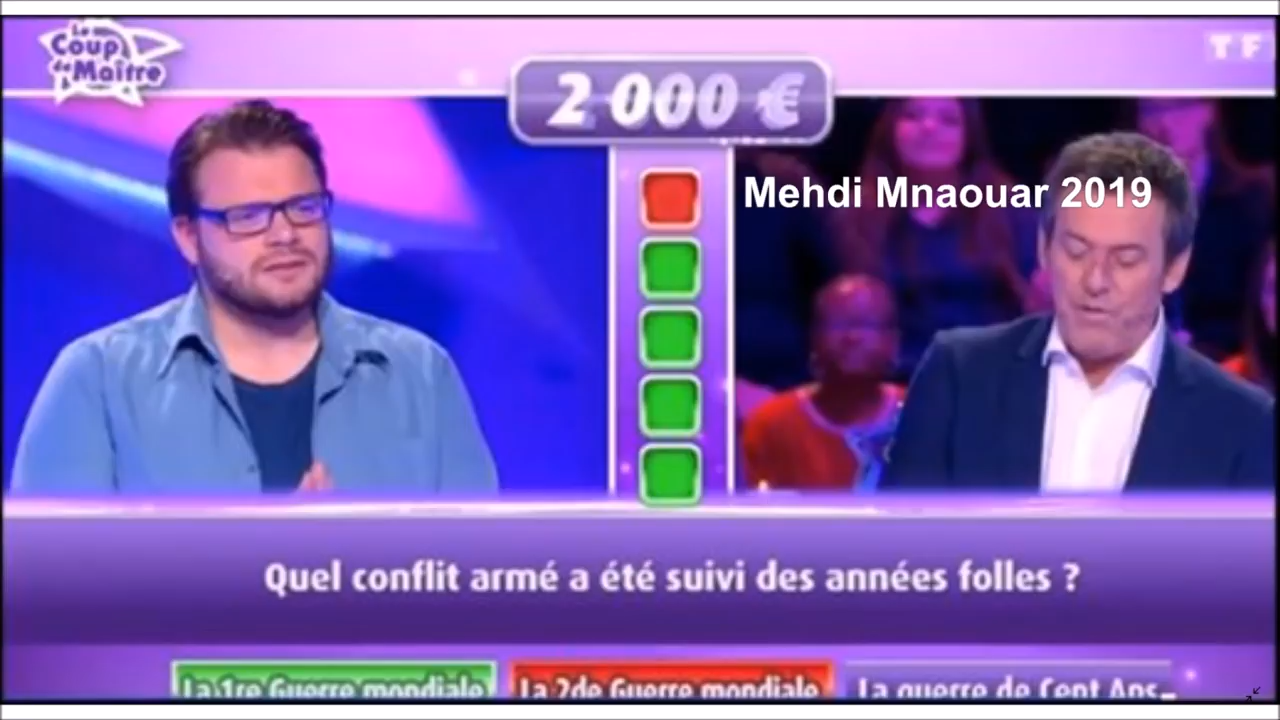 Le
Coup
de Maître
TF
2 000 €
Mehdi Mnaouar 2019
Quel conflit armé a été suivi des années folles ?
La 1re Guerre mondiale
La 2de Guerre mondiale
La guerre de Cent Ans